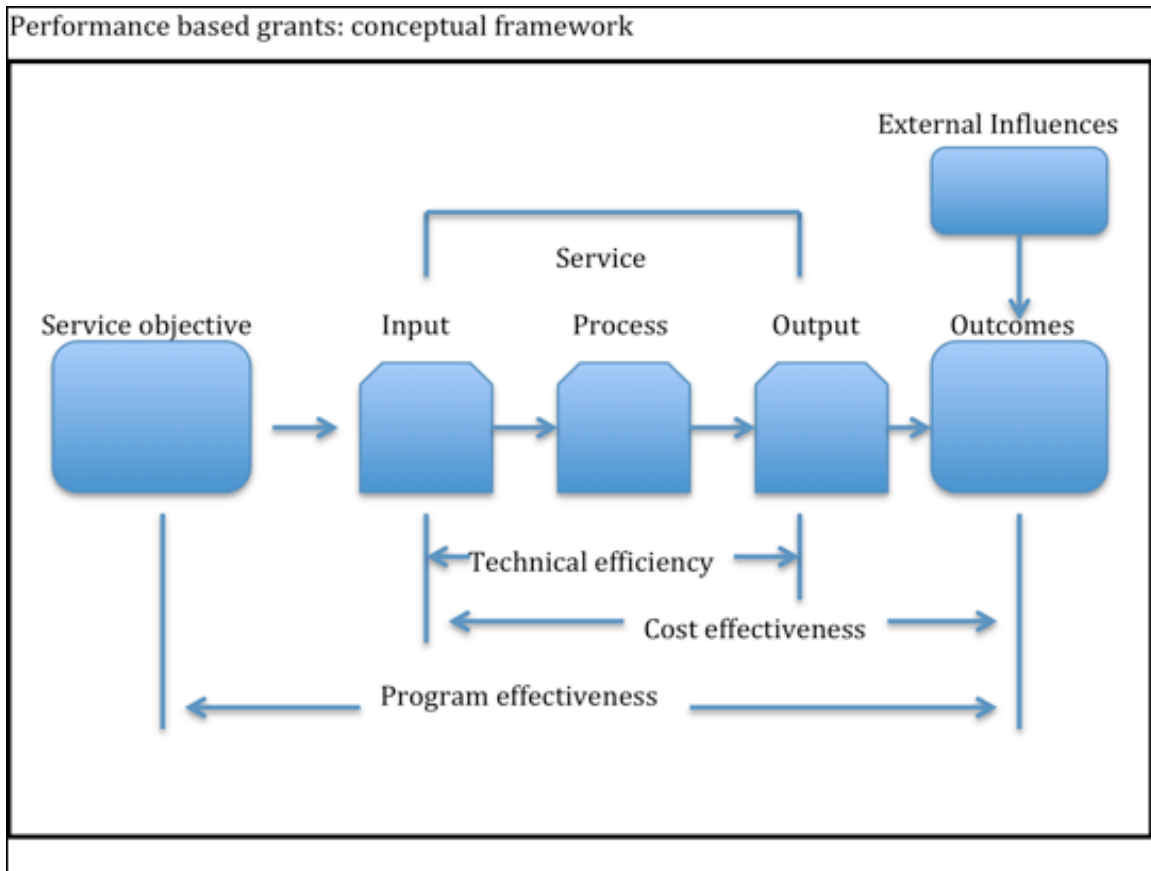 Performance based grants: conceptual framework
External Influences
Service
Service objective
Input
Process
Output
Outcomes
Technical efficiency
Cost effectiveness
Program effectiveness